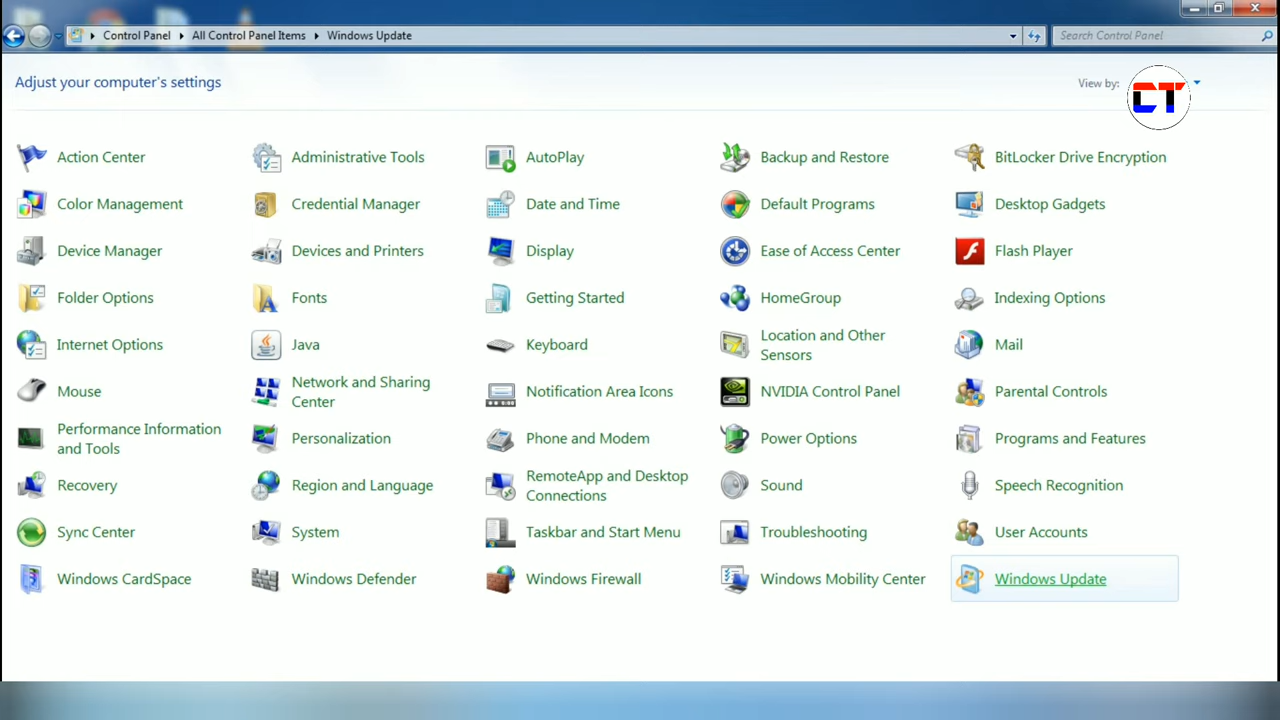 Control Panel All Control Panel Items Windows Update
Search Control Panel
Adjust your computer's settings
View by:
CT
Action Center
Administrative Tools
AutoPlay
Backup and Restore
BitLocker Drive Encryption
Color Management
Credential Manager
Date and Time
Default Programs
Desktop Gadgets
Device Manager
Devices and Printers
Display
Ease of Access Center
Flash Player
Folder Options
Fonts
Getting Started
HomeGroup
Indexing Options
Internet Options
Java
Keyboard
Location and Other
Sensors
Mail
Mouse
Network and Sharing
Center
Notification Area Icons
NVIDIA Control Panel
Parental Controls
Performance Information
and Tools
Personalization
Phone and Modem
Power Options
Programs and Features
Recovery
Region and Language
RemoteApp and Desktop
Connections
Sound
Speech Recognition
Sync Center
System
Taskbar and Start Menu
Troubleshooting
User Accounts
Windows CardSpace
Windows Defender
Windows Firewall
Windows Mobility Center
Windows Update